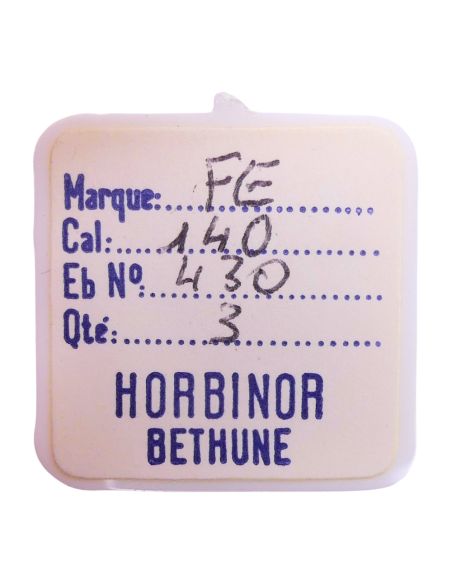 Marque: FE
Cal: 140
Eb Nº: 430
Qté: 3
HORBINOR
BETHUNE